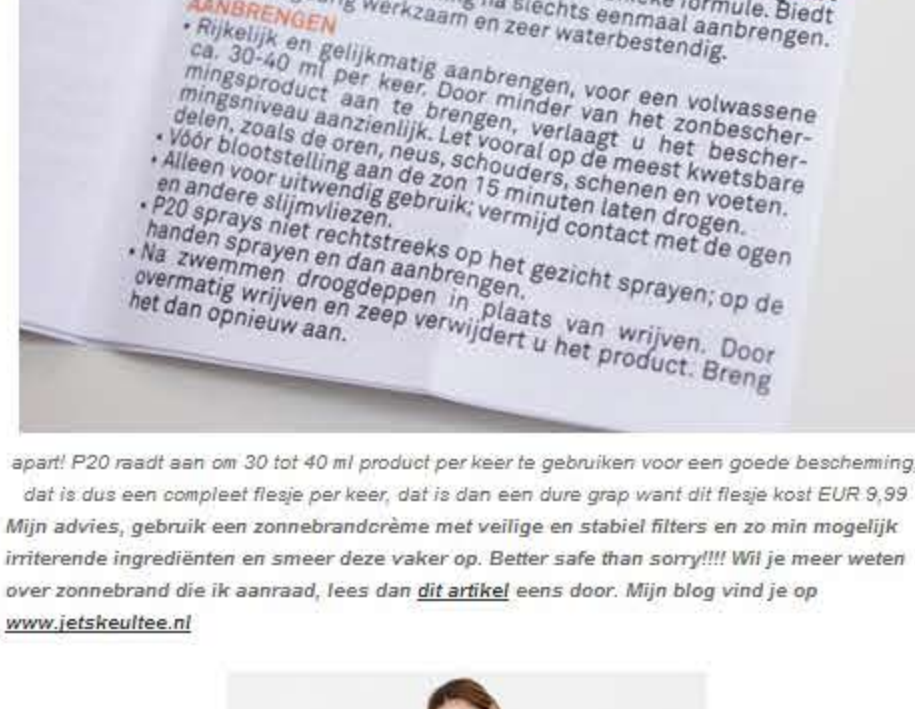 na slechts eenmaal aanbrengen.
formule. Biedt
werkzaam en zeer waterbestendig.
AANBRENGEN
• Rijkelijk en gelijkmatig aanbrengen, voor een volwassene
ca. 30-40 ml per keer. Door minder van het zonbescher-
mingsproduct aan te brengen, verlaagt u het bescher-
mingsniveau aanzienlijk. Let vooral op de meest kwetsbare
delen, zoals de oren, neus, schouders, schenen en voeten.
• Vóór blootstelling aan de zon 15 minuten laten drogen.
• Alleen voor uitwendig gebruik; vermijd contact met de ogen
en andere slijmvliezen.
• P20 sprays niet rechtstreeks op het gezicht sprayen; op de
handen sprayen en dan aanbrengen.
• Na zwemmen droogdeppen in plaats van wrijven. Door
overmatig wrijven en zeep verwijdert u het product. Breng
het dan opnieuw aan.
apart! P20 raadt aan om 30 tot 40 ml product per keer te gebruiken voor een goede bescherming,
dat is dus een compleet flesje per keer, dat is dan een dure grap want dit flesje kost EUR 9,99
Mijn advies, gebruik een zonnebrandcrème met veilige en stabiel filters en zo min mogelijk
irriterende ingrediënten en smeer deze vaker op. Better safe than sorry!!!! Wil je meer weten
over zonnebrand die ik aanraad, lees dan dit artikel eens door. Mijn blog vind je op
www.jetskeultee.nl